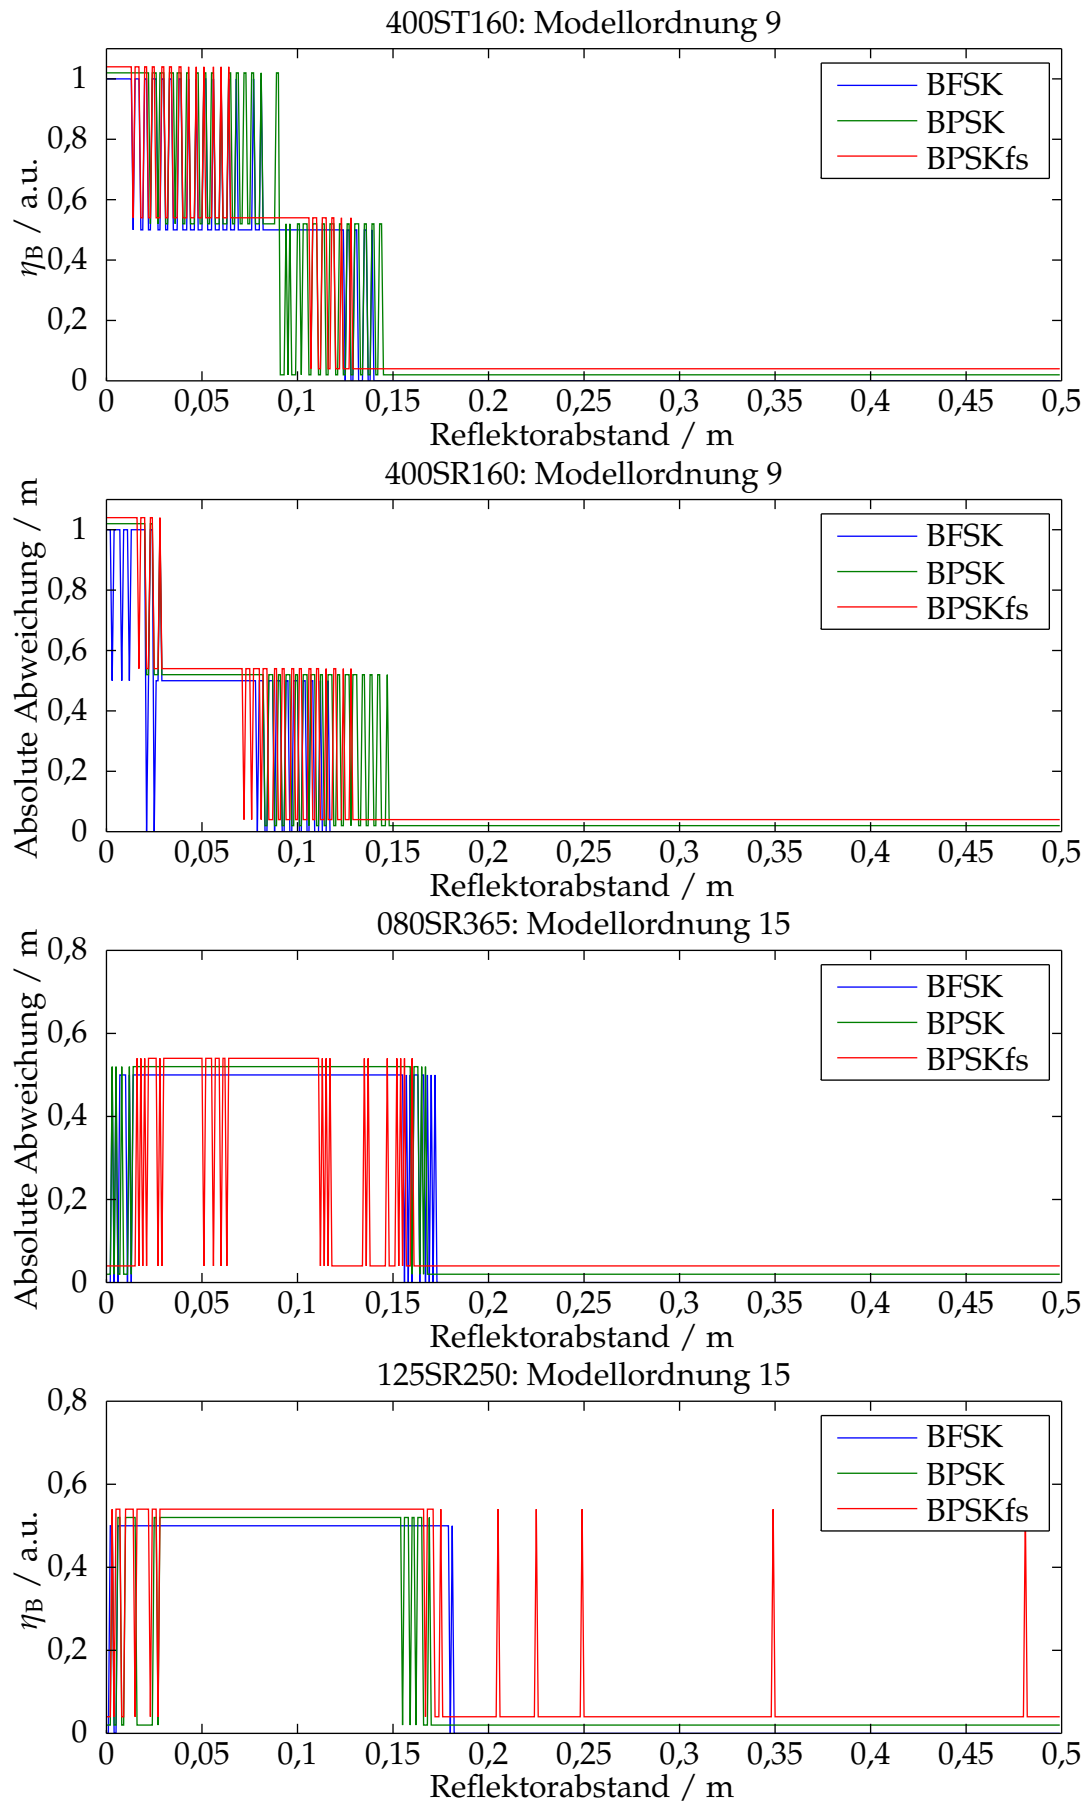 400ST160: Modellordnung 9
BFSK
BPSK
BPSKfs
η_B / a.u.
1
0,8
0,6
0,4
0,2
0
0 0,05 0,1 0,15 0.2 0,25 0,3 0,35 0,4 0,45 0,5
Reflektorabstand / m
400SR160: Modellordnung 9
BFSK
BPSK
BPSKfs
Absolute Abweichung / m
1
0,8
0,6
0,4
0,2
0
0 0,05 0,1 0,15 0.2 0,25 0,3 0,35 0,4 0,45 0,5
Reflektorabstand / m
080SR365: Modellordnung 15
BFSK
BPSK
BPSKfs
Absolute Abweichung / m
0,8
0,6
0,4
0,2
0
0 0,05 0,1 0,15 0.2 0,25 0,3 0,35 0,4 0,45 0,5
Reflektorabstand / m
125SR250: Modellordnung 15
BFSK
BPSK
BPSKfs
η_B / a.u.
0,8
0,6
0,4
0,2
0
0 0,05 0,1 0,15 0.2 0,25 0,3 0,35 0,4 0,45 0,5
Reflektorabstand / m